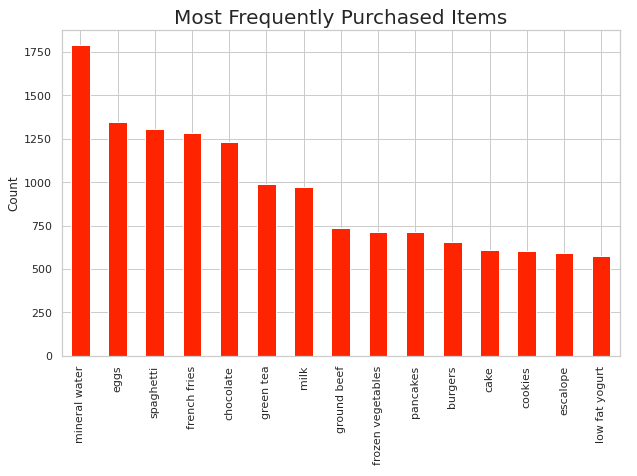 Most Frequently Purchased Items
Count
1750
1500
1250
1000
750
500
250
0
mineral water
eggs
spaghetti
french fries
chocolate
green tea
milk
ground beef
frozen vegetables
pancakes
burgers
cake
cookies
escalope
low fat yogurt